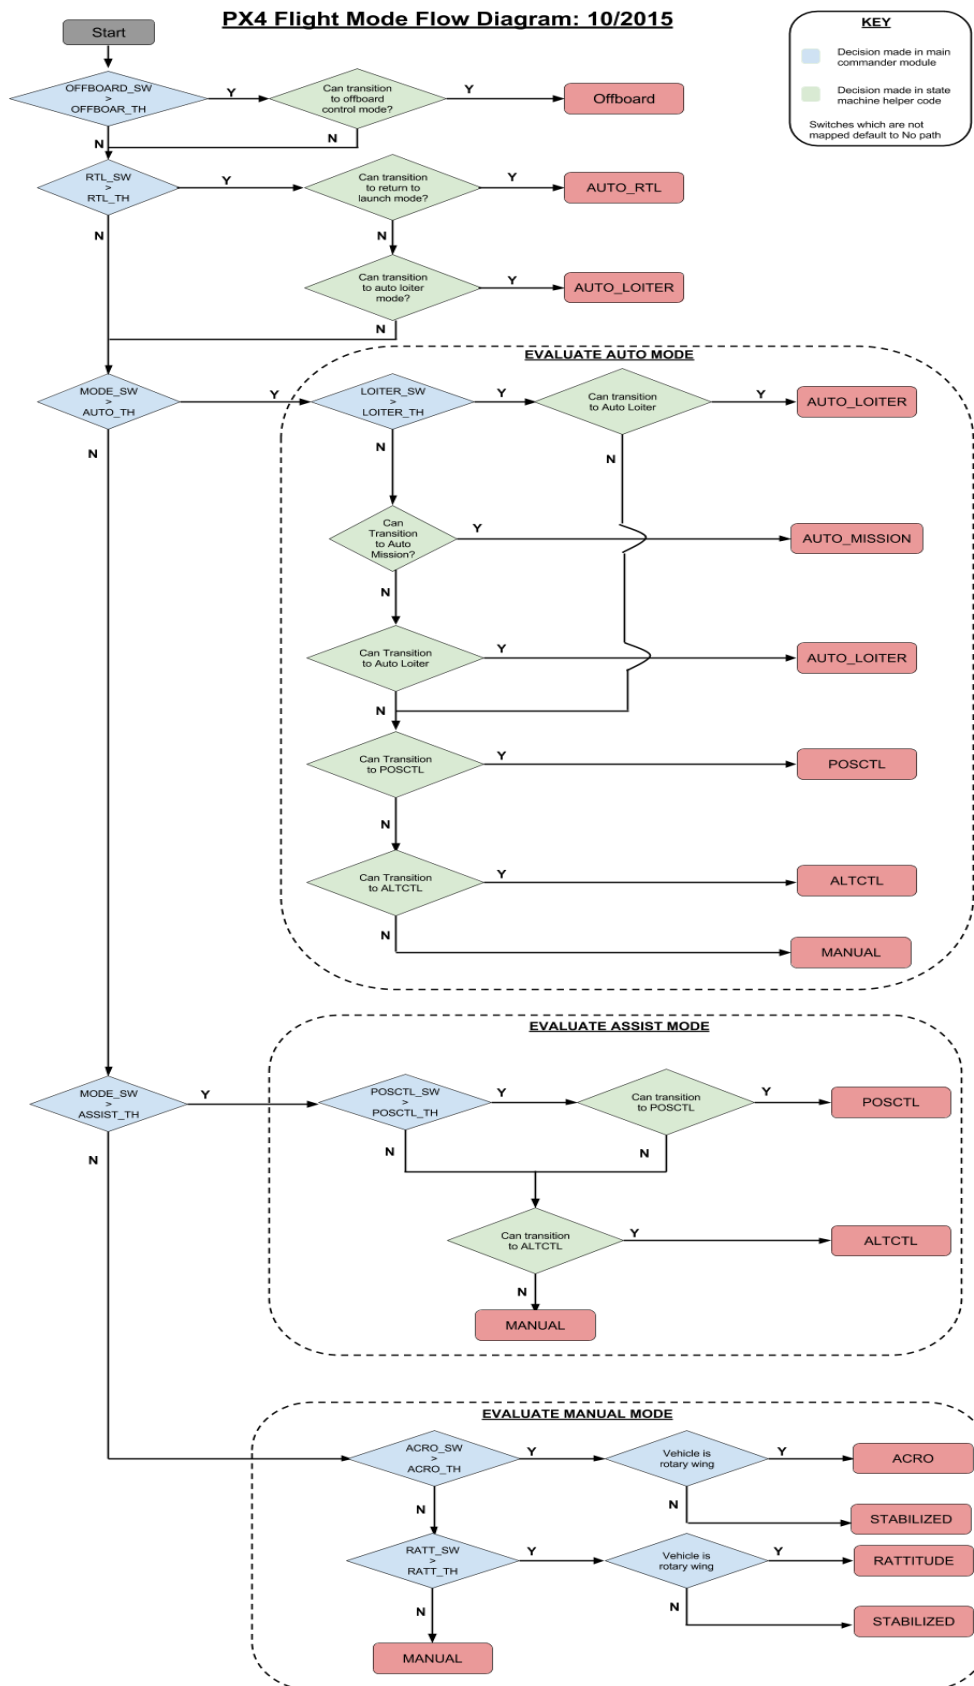 PX4 Flight Mode Flow Diagram: 10/2015
KEY
Decision made in main
commander module
Decision made in state
machine helper code
Switches which are not
mapped default to No path
Start
OFFBOARD_SW
>
OFFBOAR_TH
Y
Can transition
to offboard
control mode?
Y
Offboard
N
N
RTL_SW
>
RTL_TH
Y
Can transition
to return to
launch mode?
Y
AUTO_RTL
N
N
Can transition
to auto loiter
mode?
Y
AUTO_LOITER
N
EVALUATE AUTO MODE
MODE_SW
>
AUTO_TH
Y
LOITER_SW
>
LOITER_TH
Y
Can transition
to Auto Loiter
Y
AUTO_LOITER
N
N
N
Can
Transition
to Auto
Mission?
Y
AUTO_MISSION
N
Can Transition
to Auto Loiter
Y
AUTO_LOITER
N
Can Transition
to POSCTL
Y
POSCTL
N
Can Transition
to ALTCTL
Y
ALTCTL
N
MANUAL
EVALUATE ASSIST MODE
MODE_SW
>
ASSIST_TH
Y
POSCTL_SW
>
POSCTL_TH
Y
Can transition
to POSCTL
Y
POSCTL
N
N
N
Can transition
to ALTCTL
Y
ALTCTL
N
MANUAL
EVALUATE MANUAL MODE
ACRO_SW
>
ACRO_TH
Y
Vehicle is
rotary wing
Y
ACRO
N
N
STABILIZED
RATT_SW
>
RATT_TH
Y
Vehicle is
rotary wing
Y
RATTITUDE
N
N
STABILIZED
MANUAL